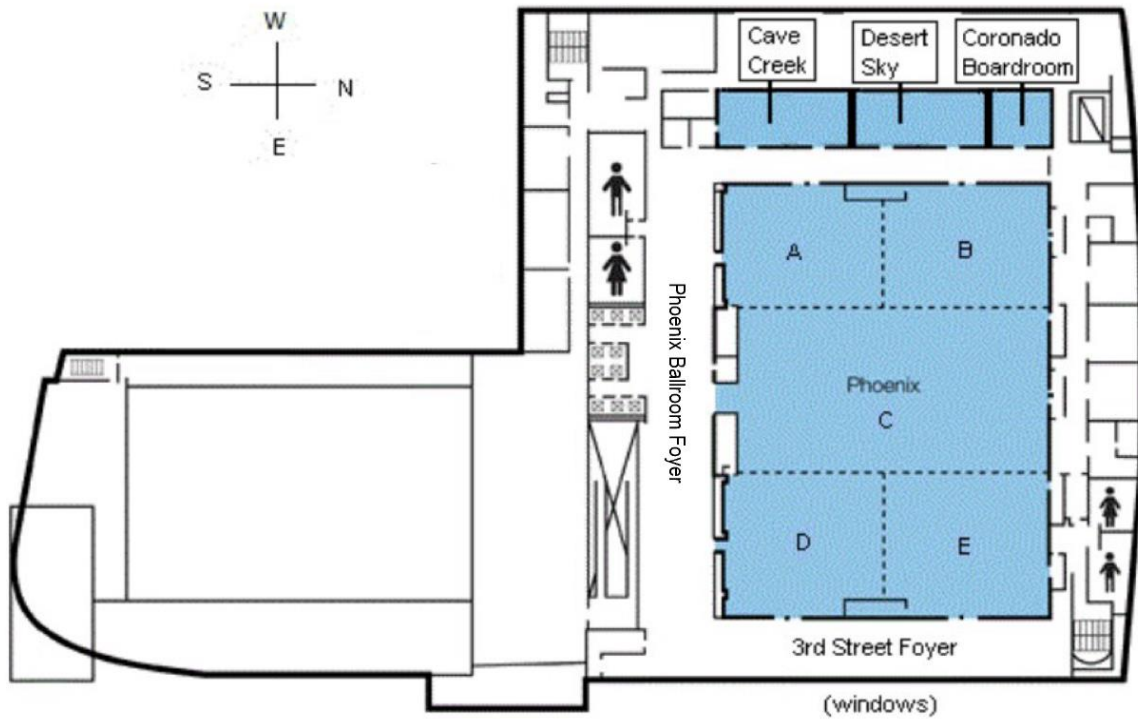 W
S
N
E
Cave
Creek
Desert
Sky
Coronado
Boardroom
A
B
Phoenix Ballroom Foyer
Phoenix
C
D
E
3rd Street Foyer
(windows)